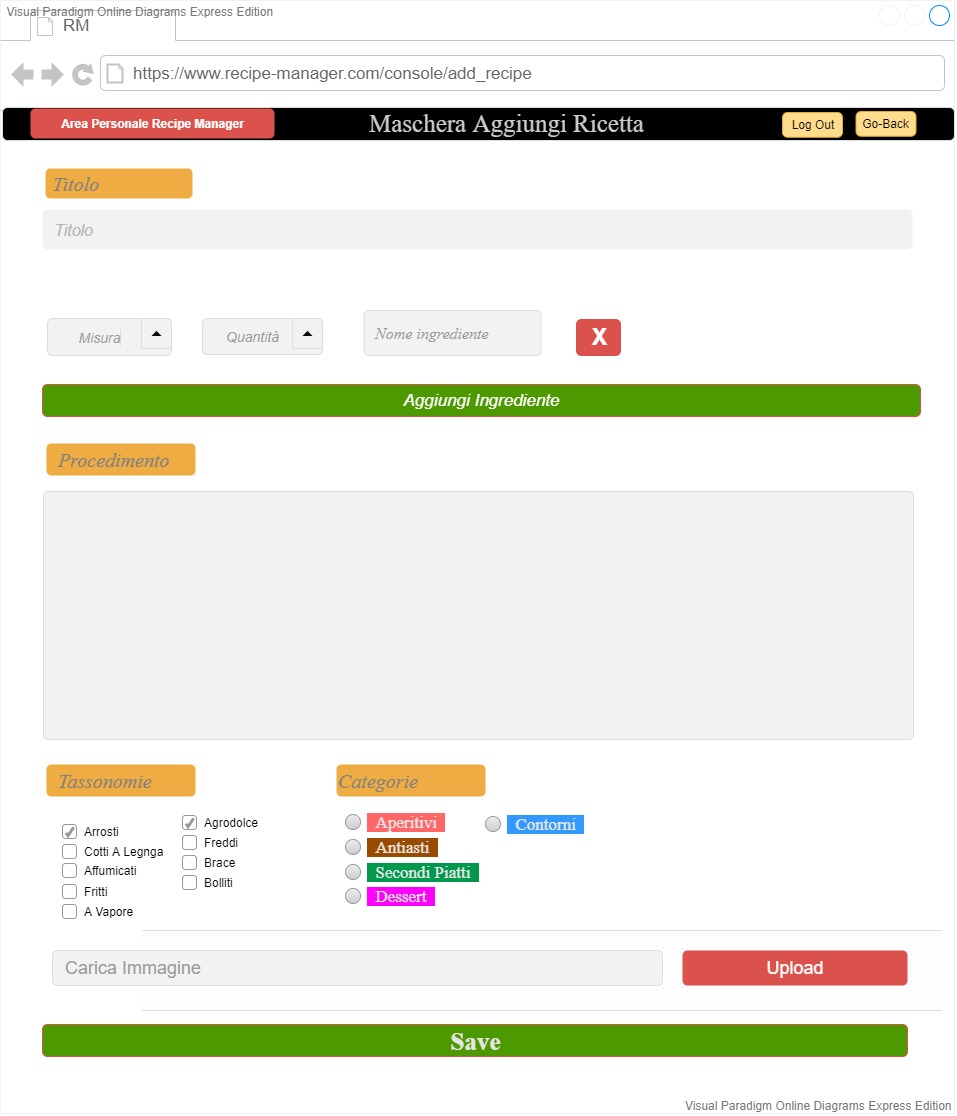 Visual Paradigm Online Diagrams Express Edition
RM
https://www.recipe-manager.com/console/add_recipe
Area Personale Recipe Manager
Maschera Aggiungi Ricetta
Log Out
Go-Back
Titolo
Titolo
Misura
Quantità
Nome ingrediente
X
Aggiungi Ingrediente
Procedimento
Tassonomie
Arrosti
Cotti A Legnga
Affumicati
Fritti
A Vapore
Agrodolce
Freddi
Brace
Bolliti
Categorie
Aperitivi
Antiasti
Secondi Piatti
Dessert
Contorni
Carica Immagine
Upload
Save
Visual Paradigm Online Diagrams Express Edition